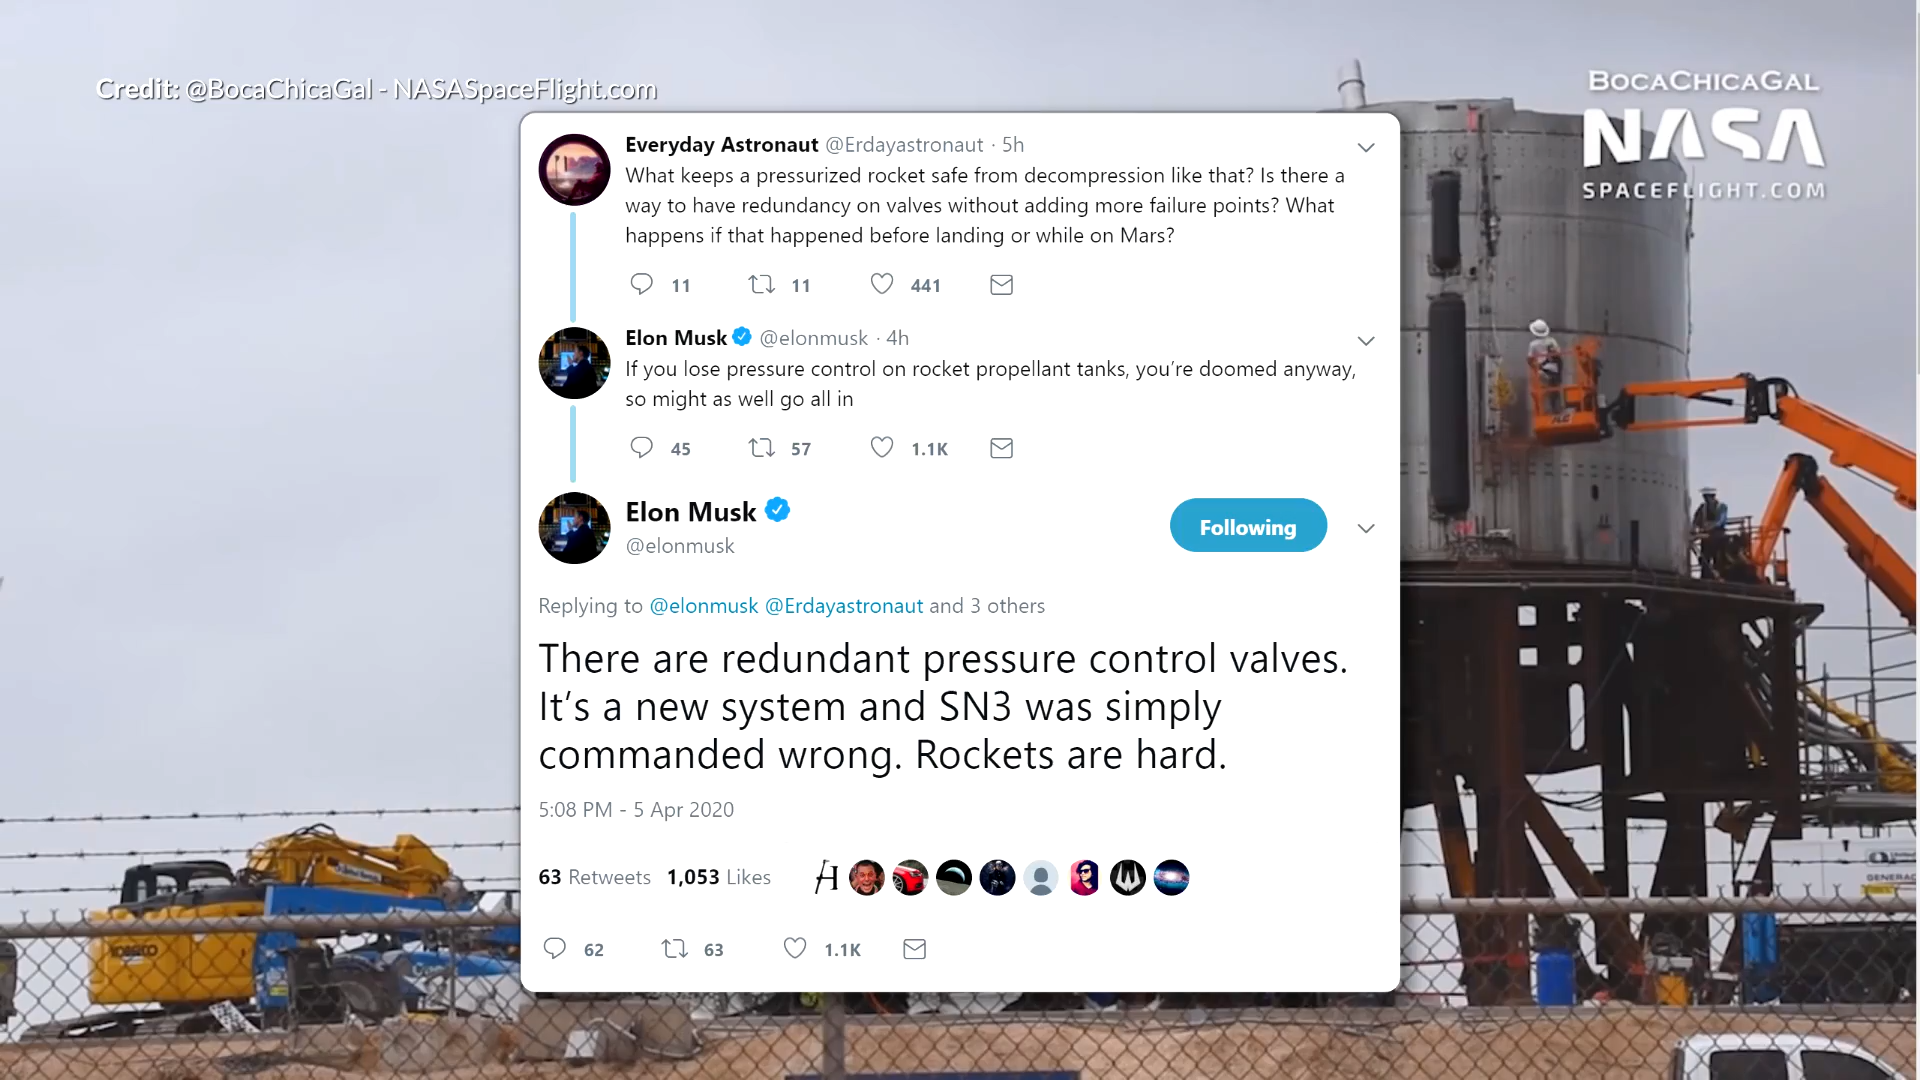 Credit: @BocaChicaGal - NASASpaceFlight.com
BOCACHICAGAL
NASA
SPACEFLIGHT.COM
Everyday Astronaut @Erdayastronaut · 5h
What keeps a pressurized rocket safe from decompression like that? Is there a
way to have redundancy on valves without adding more failure points? What
happens if that happened before landing or while on Mars?
11 11 441
Elon Musk @elonmusk · 4h
If you lose pressure control on rocket propellant tanks, you’re doomed anyway,
so might as well go all in
45 57 1.1K
Elon Musk
@elonmusk
Following
Replying to @elonmusk @Erdayastronaut and 3 others
There are redundant pressure control valves.
It’s a new system and SN3 was simply
commanded wrong. Rockets are hard.
5:08 PM - 5 Apr 2020
63 Retweets 1,053 Likes
62 63 1.1K
KOBELCO
JLG
GENERAC